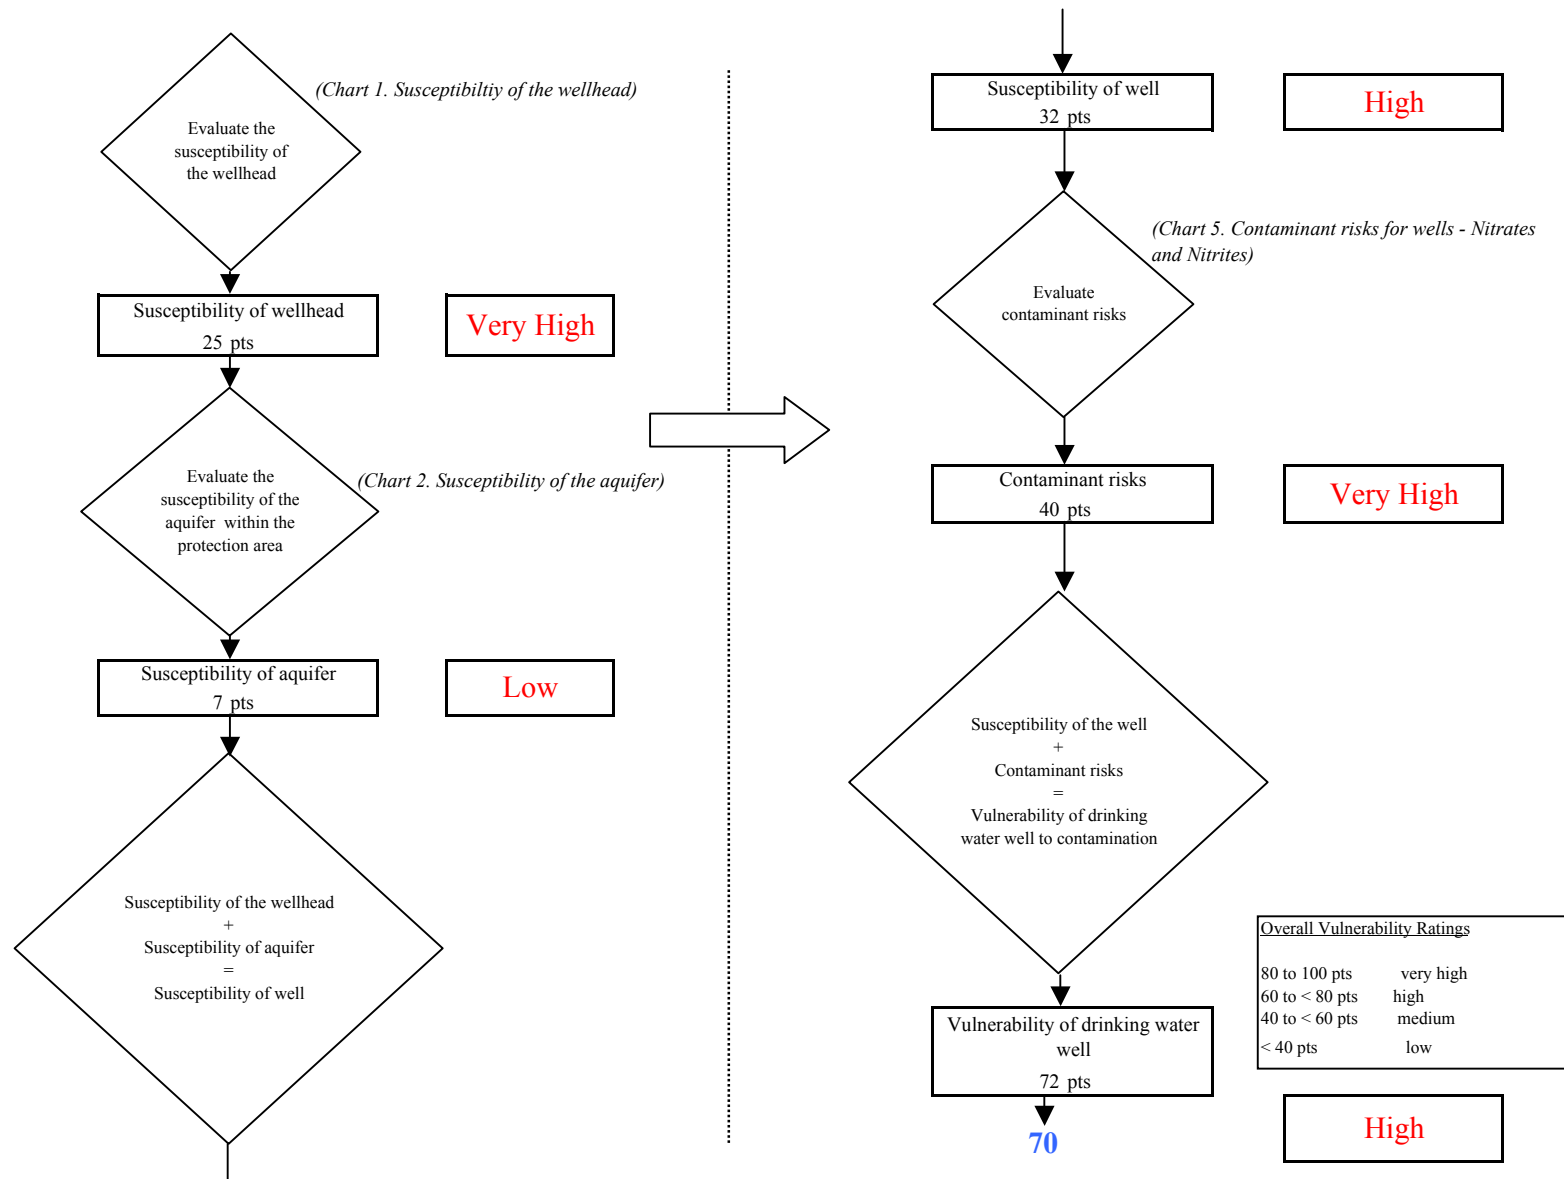 (Chart 1. Susceptibiltiy of the wellhead)
Evaluate the
susceptibility of
the wellhead
Susceptibility of wellhead
25 pts
Very High
Evaluate the
susceptibility of the
aquifer within the
protection area
(Chart 2. Susceptibility of the aquifer)
Susceptibility of aquifer
7 pts
Low
Susceptibility of the wellhead
+
Susceptibility of aquifer
=
Susceptibility of well
Susceptibility of well
32 pts
High
(Chart 5. Contaminant risks for wells - Nitrates
and Nitrites)
Evaluate
contaminant risks
Contaminant risks
40 pts
Very High
Susceptibility of the well
+
Contaminant risks
=
Vulnerability of drinking
water well to contamination
Overall Vulnerability Ratings
80 to 100 pts very high
60 to < 80 pts high
40 to < 60 pts medium
< 40 pts low
Vulnerability of drinking water
well
72 pts
70
High